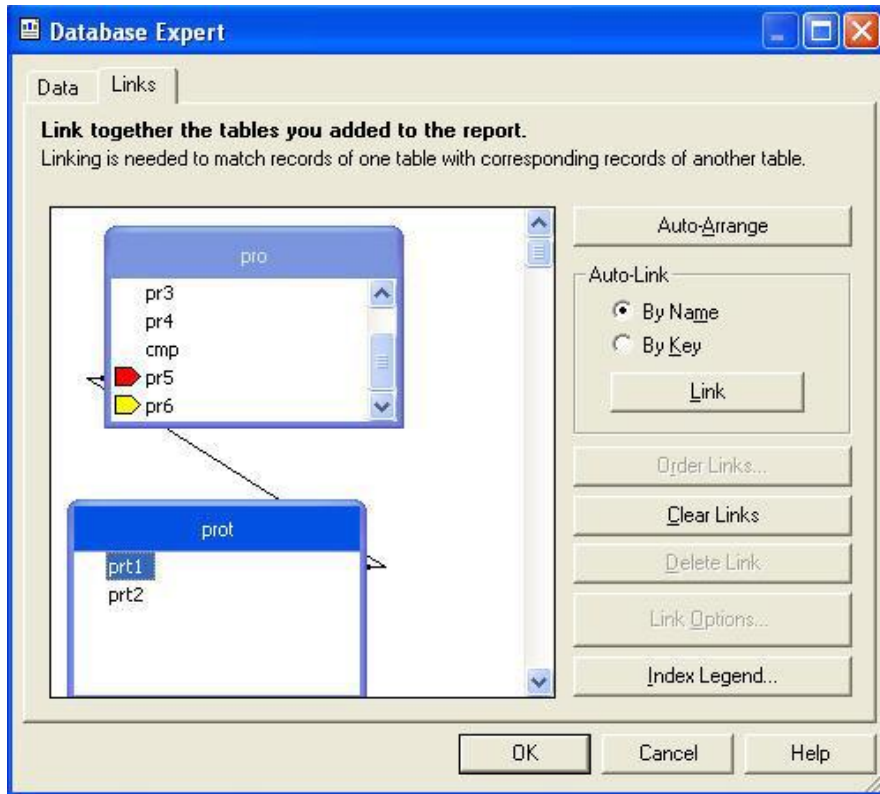 Database Expert
Data
Links
Link together the tables you added to the report.
Linking is needed to match records of one table with corresponding records of another table.
pro
pr3
pr4
cmp
pr5
pr6
prot
prt1
prt2
Auto-Arrange
Auto-Link
By Name
By Key
Link
Order Links...
Clear Links
Delete Link
Link Options...
Index Legend...
OK
Cancel
Help